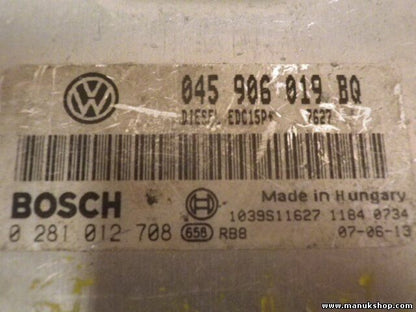 045 906 019 BQ
DIESEL EDC15P+ 7627
BOSCH
Made in Hungary
1039S11627 1184 0734
0 281 012-708 658 RB8 07-06-13
www.manukshop.com